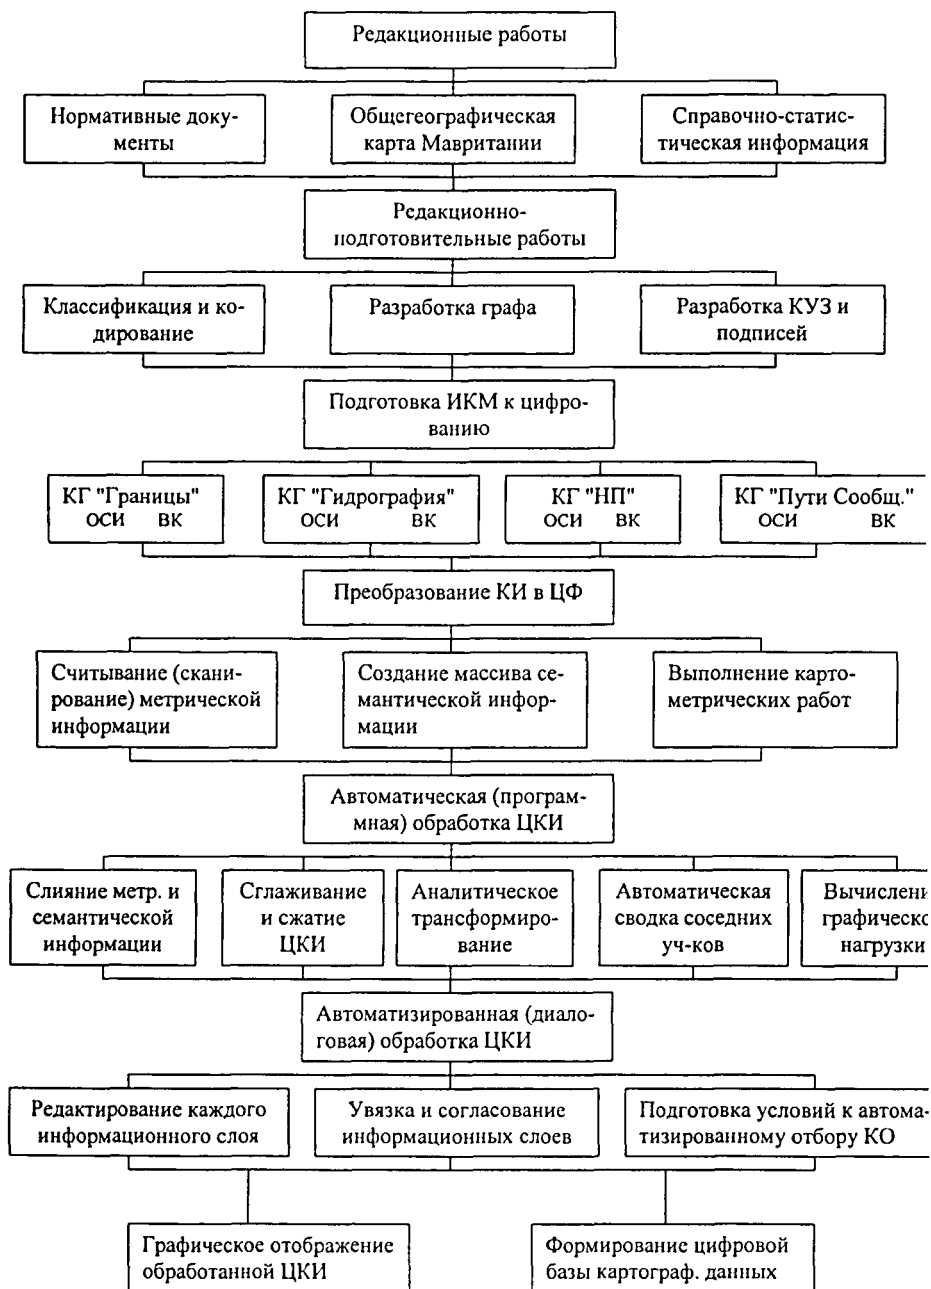 Редакционные работы
Нормативные доку-
менты
Общегеографическая
карта Мавритании
Справочно-статис-
тическая информация
Редакционно-
подготовительные работы
Классификация и ко-
дирование
Разработка графа
Разработка КУЗ и
подписей
Подготовка ИКМ к цифро-
ванию
КГ "Границы"
ОСИ ВК
КГ "Гидрография"
ОСИ ВК
КГ "НП"
ОСИ ВК
КГ "Пути Сообщ."
ОСИ ВК
Преобразование КИ в ЦФ
Считывание (скани-
рование) метрической
информации
Создание массива се-
мантической инфор-
мации
Выполнение карто-
метрических работ
Автоматическая (програм-
мная) обработка ЦКИ
Слияние метр. и
семантической
информации
Сглаживание
и сжатие
ЦКИ
Аналитическое
трансформиро-
вание
Автоматическая
сводка соседних
уч-ков
Вычислени
графическо
нагрузки
Автоматизированная (диало-
говая) обработка ЦКИ
Редактирование каждого
информационного слоя
Увязка и согласование
информационных слоев
Подготовка условий к автома-
тизированному отбору КО
Графическое отображение
обработанной ЦКИ
Формирование цифровой
базы картограф. данных